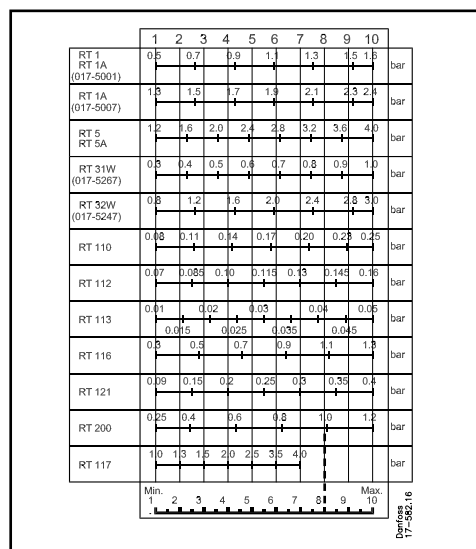 1 2 3 4 5 6 7 8 9 10
RT 1
RT 1A
(017-5001)
0.5 0.7 0.9 1.1 1.3 1.5 1.6 bar
RT 1A
(017-5007)
1.3 1.5 1.7 1.9 2.1 2.3 2.4 bar
RT 5
RT 5A
1.2 1.6 2.0 2.4 2.8 3.2 3.6 4.0 bar
RT 31W
(017-5267)
0.3 0.4 0.5 0.6 0.7 0.8 0.9 1.0 bar
RT 32W
(017-5247)
0.8 1.2 1.6 2.0 2.4 2.8 3.0 bar
RT 110 0.08 0.11 0.14 0.17 0.20 0.23 0.25 bar
RT 112 0.07 0.085 0.10 0.115 0.13 0.145 0.16 bar
RT 113 0.01 0.02 0.03 0.04 0.05 bar
0.015 0.025 0.035 0.045
RT 116 0.3 0.5 0.7 0.9 1.1 1.3 bar
RT 121 0.09 0.15 0.2 0.25 0.3 0.35 0.4 bar
RT 200 0.25 0.4 0.6 0.8 1.0 1.2 bar
RT 117 1.0 1.3 1.5 2.0 2.5 3.5 4.0 bar
Min. Max.
1 2 3 4 5 6 7 8 9 10
Danfoss
17-582.16